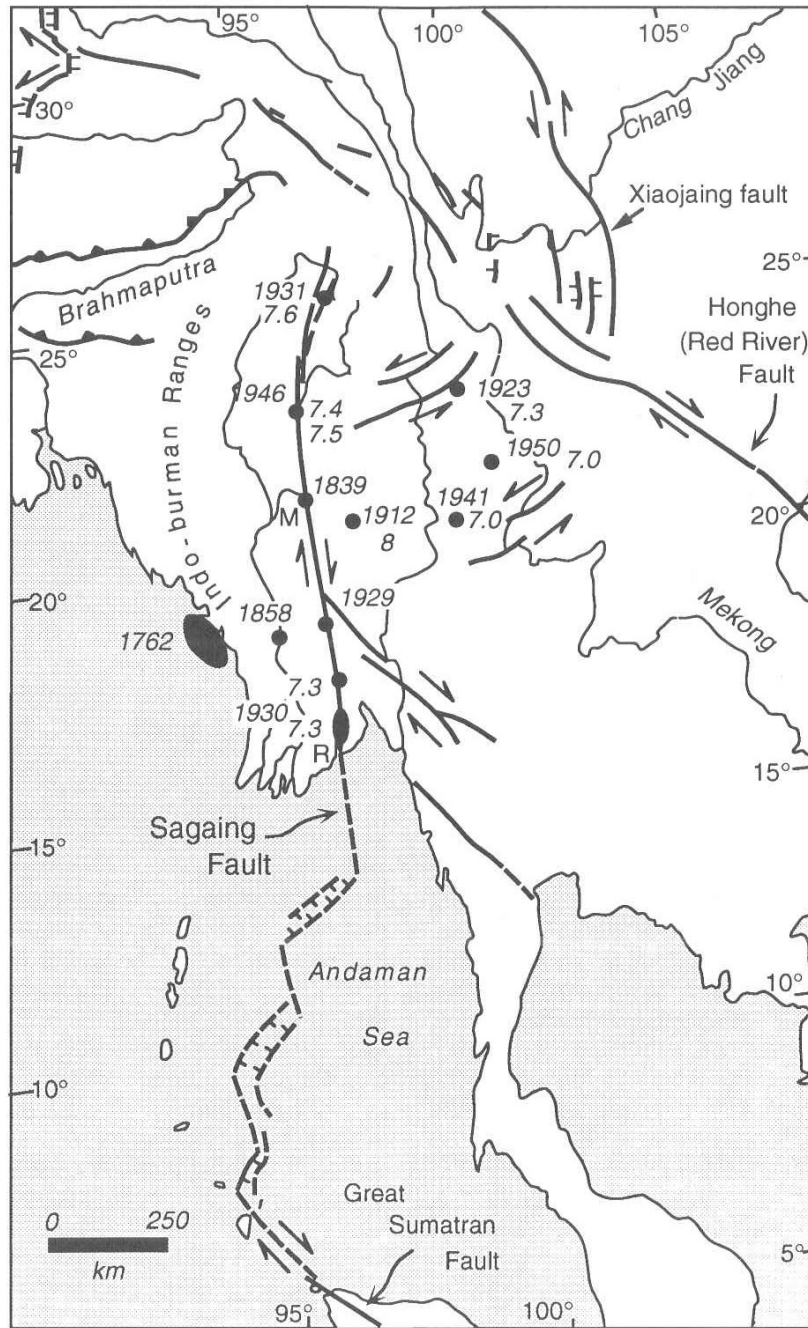 95°
100°
105°
30°
Chang Jiang
Xiaojaing fault
25°
Honghe
(Red River)
Fault
Brahmaputra
1931
7.6
25°
Indo-burman Ranges
1946
7.4
7.5
1923
7.3
1950
7.0
1839
M
1912
8
1941
7.0
20°
20°
1929
1858
1762
Mekong
7.3
1930
7.3
R
15°
Sagaing
Fault
15°
Andaman
Sea
10°
10°
Great
Sumatran
Fault
0 250
km
5°
95°
100°